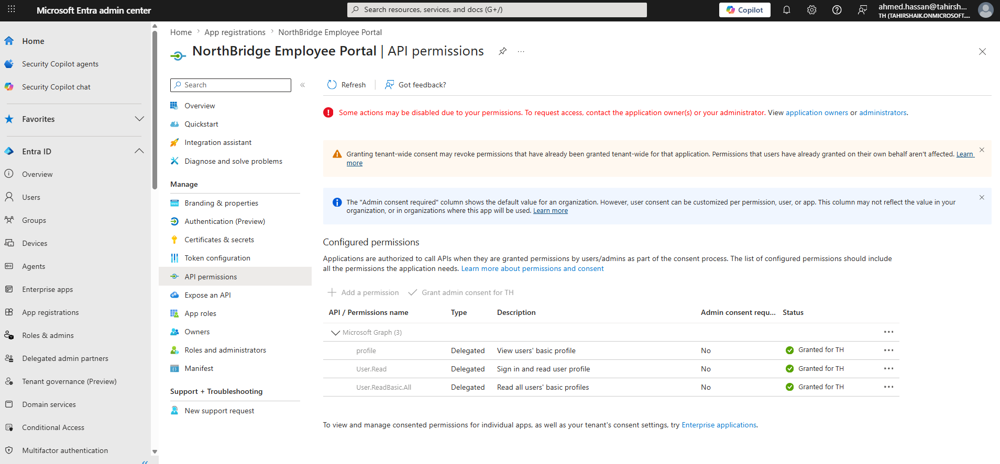 Microsoft Entra admin center
Search resources, services, and docs (G+/)
Copilot
ahmed.hassan@tahirsh...
TH (TAHIRSHAIK.ONMICROSOFT....
Home
Security Copilot agents
Security Copilot chat
Favorites
Entra ID
Overview
Users
Groups
Devices
Agents
Enterprise apps
App registrations
Roles & admins
Delegated admin partners
Tenant governance (Preview)
Domain services
Conditional Access
Multifactor authentication
Home > App registrations > NorthBridge Employee Portal
NorthBridge Employee Portal | API permissions
Search
Overview
Quickstart
Integration assistant
Diagnose and solve problems
Manage
Branding & properties
Authentication (Preview)
Certificates & secrets
Token configuration
API permissions
Expose an API
App roles
Owners
Roles and administrators
Manifest
Support + Troubleshooting
New support request
Refresh
Got feedback?
Some actions may be disabled due to your permissions. To request access, contact the application owner(s) or your administrator. View application owners or administrators.
Granting tenant-wide consent may revoke permissions that have already been granted tenant-wide for that application. Permissions that users have already granted on their own behalf aren't affected. Learn
more
The "Admin consent required" column shows the default value for an organization. However, user consent can be customized per permission, user, or app. This column may not reflect the value in your
organization, or in organizations where this app will be used. Learn more
Configured permissions
Applications are authorized to call APIs when they are granted permissions by users/admins as part of the consent process. The list of configured permissions should include
all the permissions the application needs. Learn more about permissions and consent
Add a permission Grant admin consent for TH
API / Permissions name Type Description Admin consent requ... Status
Microsoft Graph (3)
profile Delegated View users' basic profile No Granted for TH
User.Read Delegated Sign in and read user profile No Granted for TH
User.ReadBasic.All Delegated Read all users' basic profiles No Granted for TH
To view and manage consented permissions for individual apps, as well as your tenant's consent settings, try Enterprise applications.